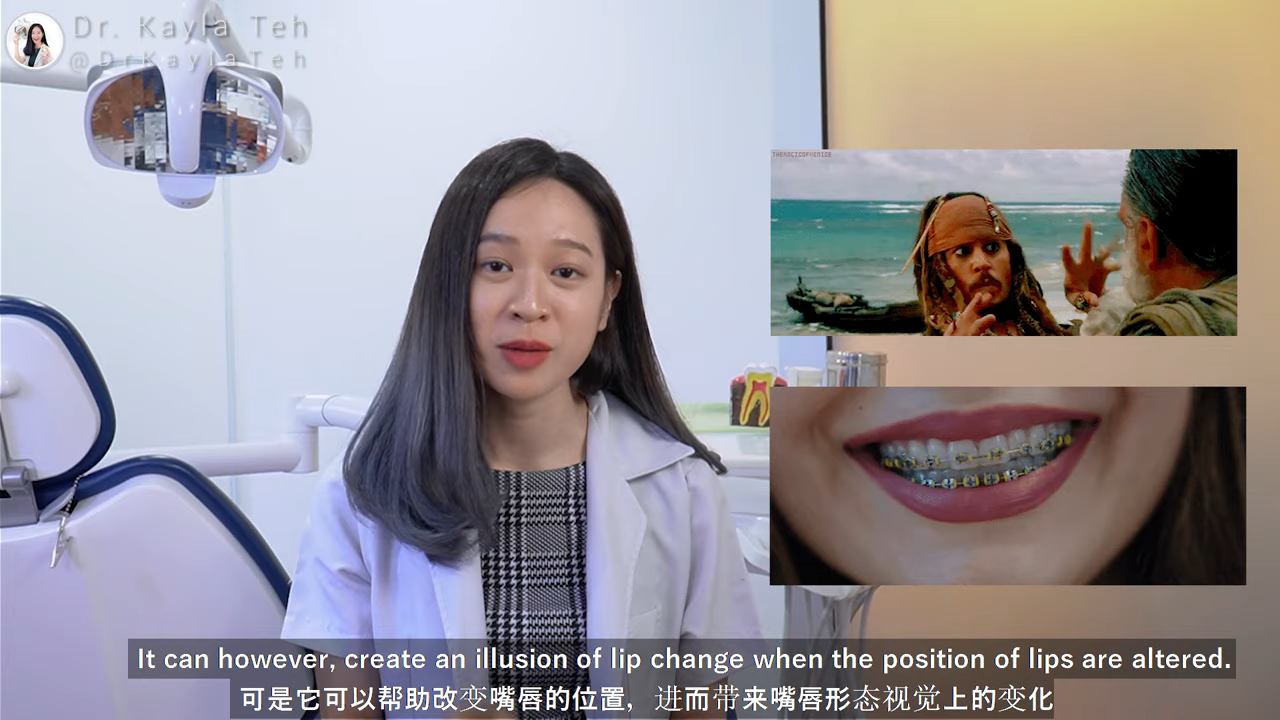 Dr. Kayla Teh
@DrKaylaTeh
THEROCIDOPHENIDE
It can however, create an illusion of lip change when the position of lips are altered.
可是它可以帮助改变嘴唇的位置，进而带来嘴唇形态视觉上的变化